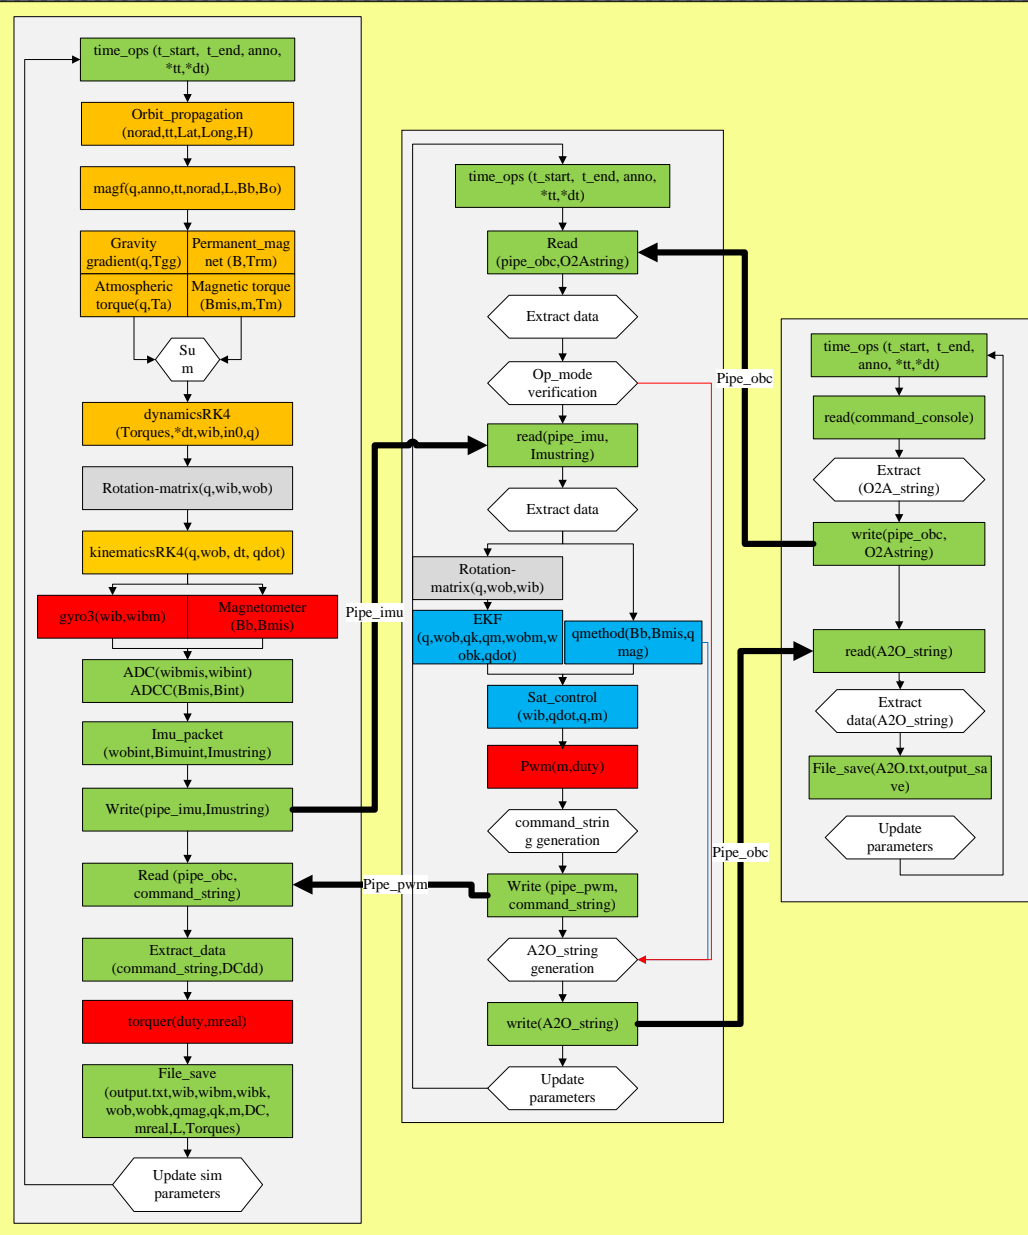 time_ops (t_start,  t_end, anno,
*tt,*dt)
Orbit_propagation
(norad,tt,Lat,Long,H)
magf(q,anno,tt,norad,L,Bb,Bo)
Gravity
gradient(q,Tgg)
Permanent_mag
net (B,Trm)
Atmospheric
torque(q,Ta)
Magnetic torque
(Bmis,m,Tm)
Su
m
dynamicsRK4
(Torques,*dt,wib,in0,q)
Rotation-matrix(q,wib,wob)
kinematicsRK4(q,wob, dt, qdot)
gyro3(wib,wibm)
Magnetometer
(Bb,Bmis)
ADC(wibmis,wibint)
ADCC(Bmis,Bint)
Imu_packet
(wobint,Bimuint,Imustring)
Write(pipe_imu,Imustring)
Read (pipe_obc,
command_string)
Extract_data
(command_string,DCdd)
torquer(duty,mreal)
File_save
(output.txt,wib,wibm,wibk,
wob,wobk,qmag,qk,m,DC,
mreal,L,Torques)
Update sim
parameters
Pipe_imu
Pipe_pwm
time_ops (t_start,  t_end, anno,
*tt,*dt)
Read
(pipe_obc,O2Astring)
Extract data
Op_mode
verification
read(pipe_imu,
Imustring)
Extract data
Rotation-
matrix(q,wob,wib)
EKF
(q,wob,qk,qm,wobm,w
obk,qdot)
qmethod(Bb,Bmis,q
mag)
Sat_control
(wib,qdot,q,m)
Pwm(m,duty)
command_strin
g generation
Write (pipe_pwm,
command_string)
A2O_string
generation
write(A2O_string)
Update
parameters
Pipe_obc
Pipe_obc
time_ops (t_start,  t_end,
anno, *tt,*dt)
read(command_console)
Extract
(O2A_string)
write(pipe_obc,
O2Astring)
read(A2O_string)
Extract
data(A2O_string)
File_save(A2O.txt,output_sa
ve)
Update
parameters